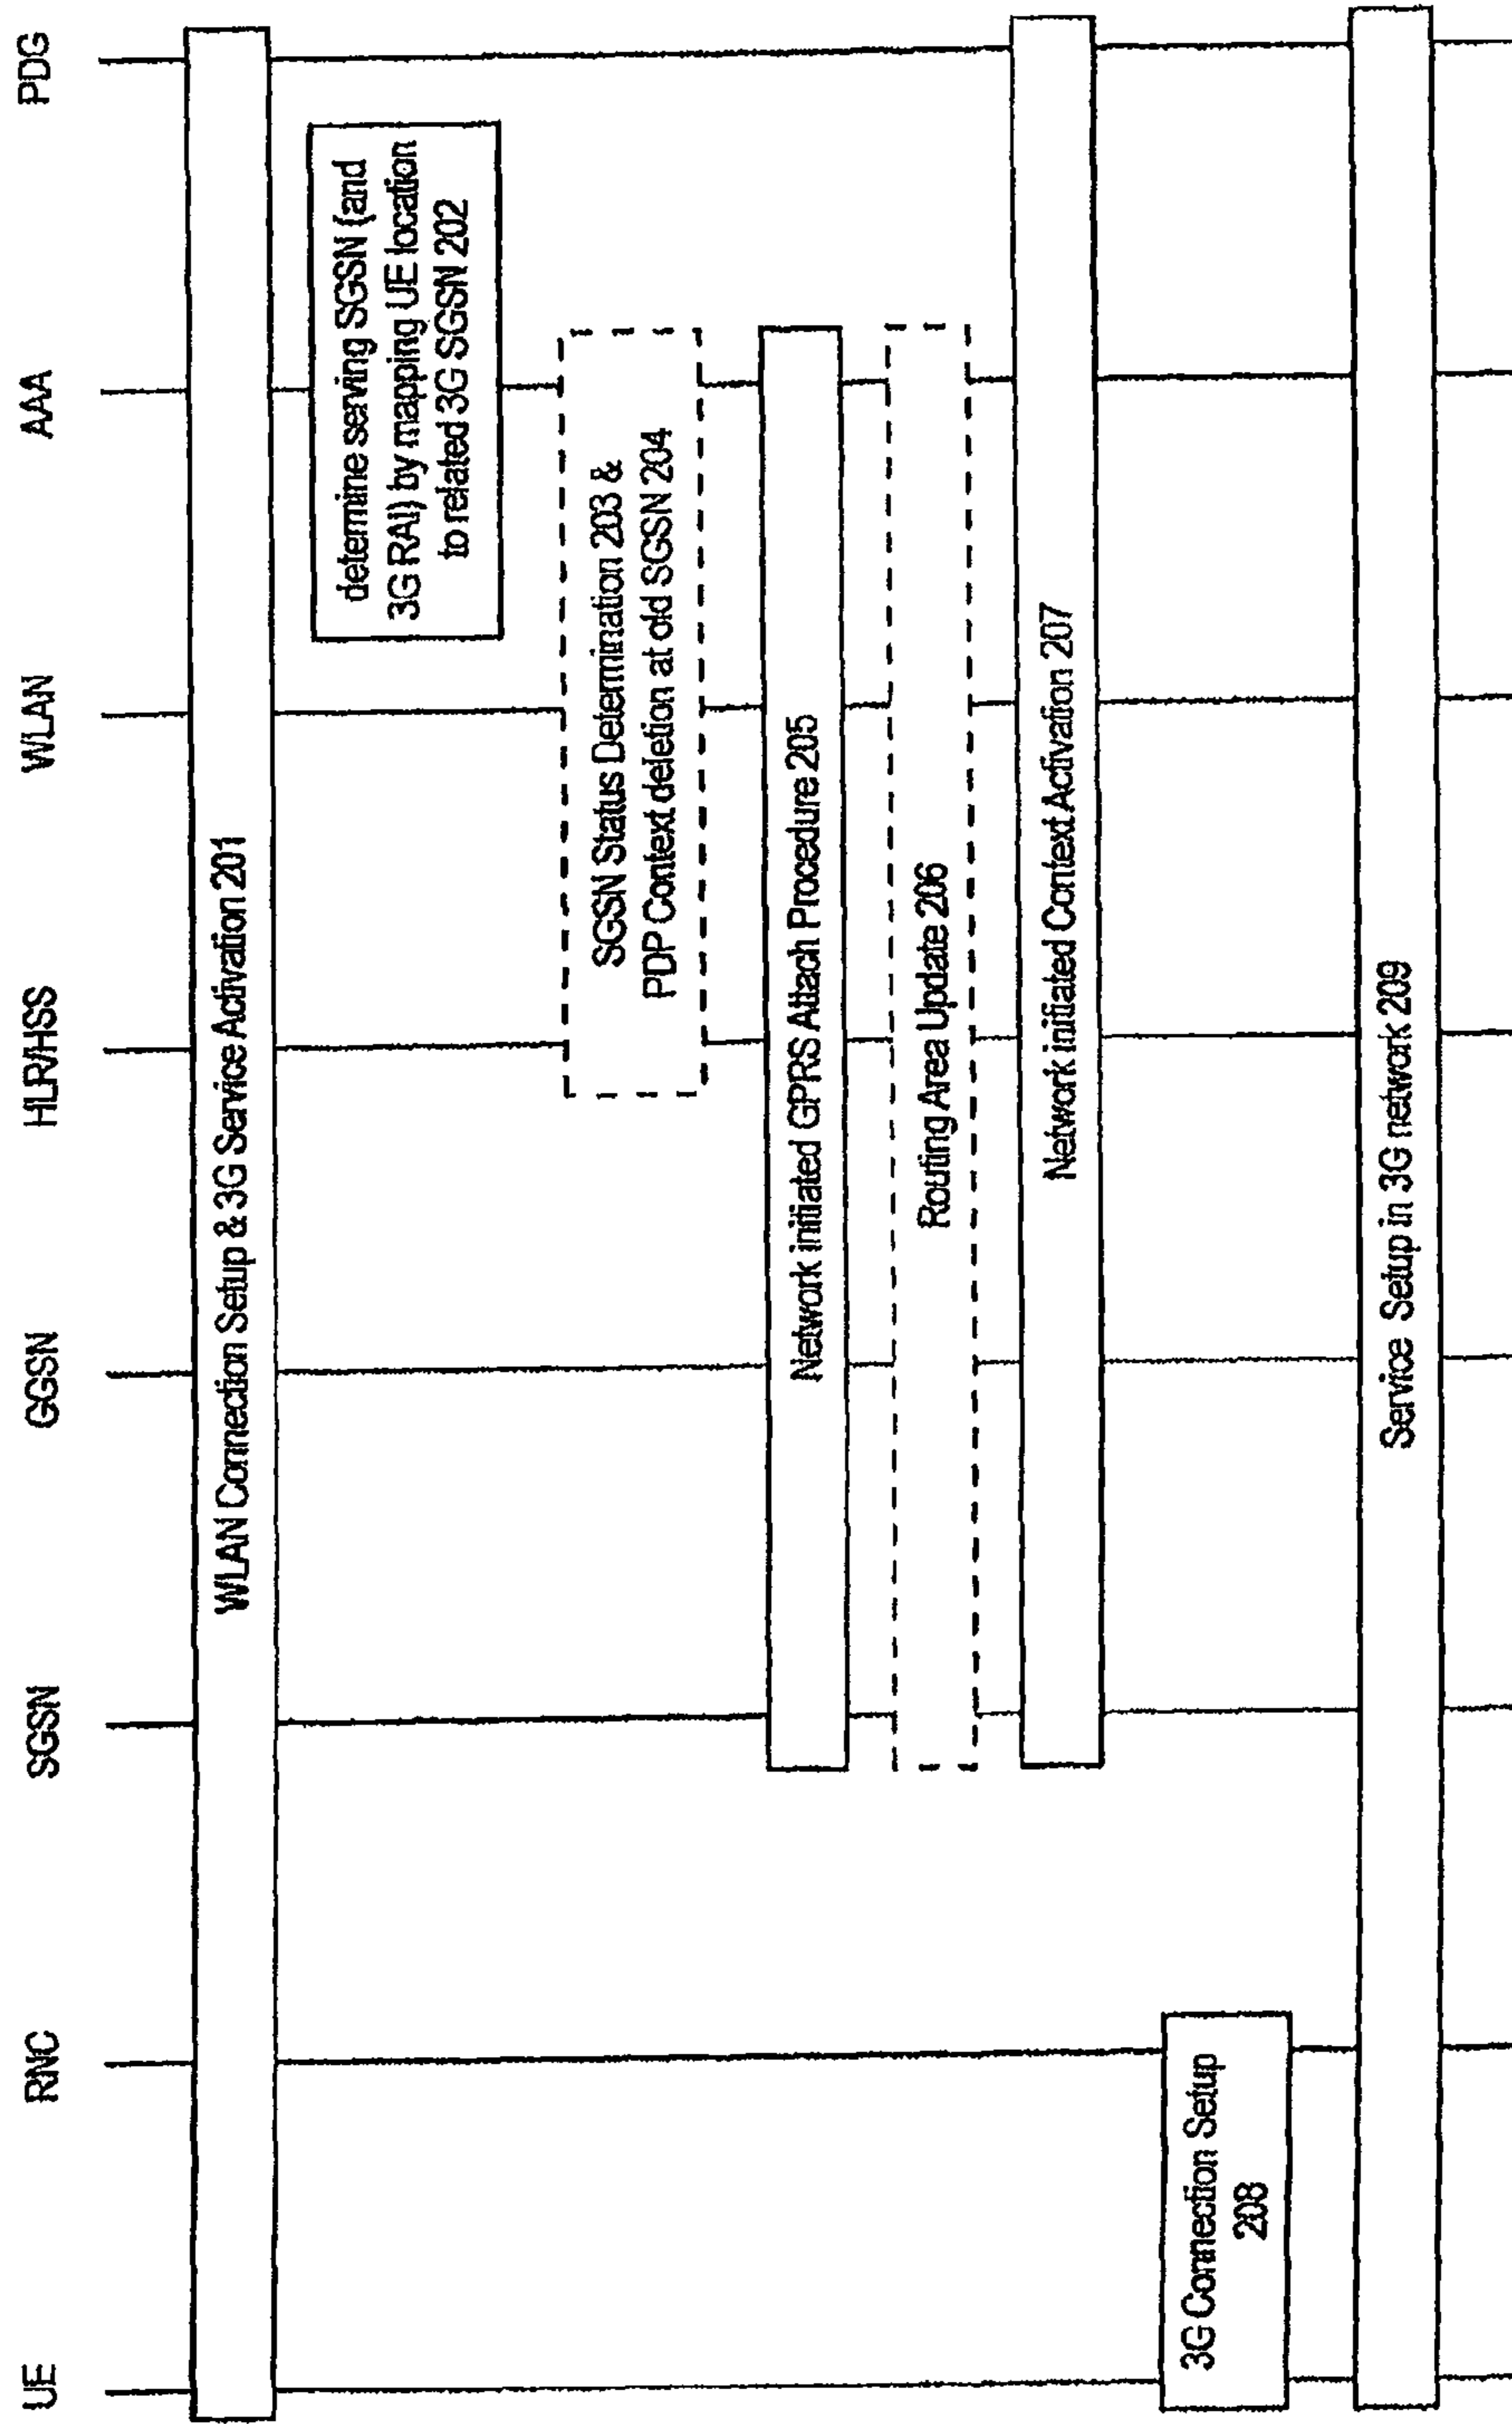 UE
RNC
SGSN
GGSN
HLR/HSS
WLAN
AAA
PDG
WLAN Connection Setup & 3G Service Activation 201
determine serving SGSN (and
3G RAI) by mapping UE location
to related 3G SGSN 202
SGSN Status Determination 203 &
PDP Context deletion at old SGSN 204
Network initiated GPRS Attach Procedure 205
Routing Area Update 206
Network initiated Context Activation 207
3G Connection Setup
208
Service Setup in 3G network 209